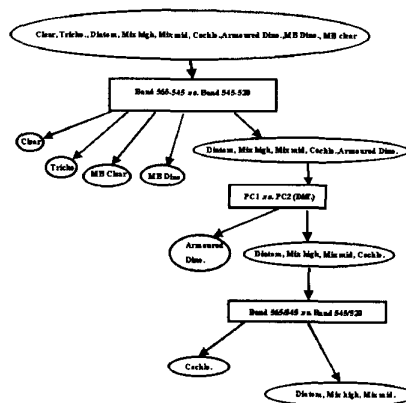 Clear, Tricho., Diatom, Mix high, Mix mid, Cochlo., Armoured Dino., MB Dino., MB clear
Band 565-545 vs. Band 545-520
Clear
Tricho
MB Clear
MB Dino
Diatom, Mix high, Mix mid, Cochlo., Armoured Dino.
PC1 vs. PC2 (Diff.)
Armoured
Dino.
Diatom, Mix high, Mix mid, Cochlo.
Band 565/545 vs. Band 545/520
Cochlo.
Diatom, Mix high, Mix mid.